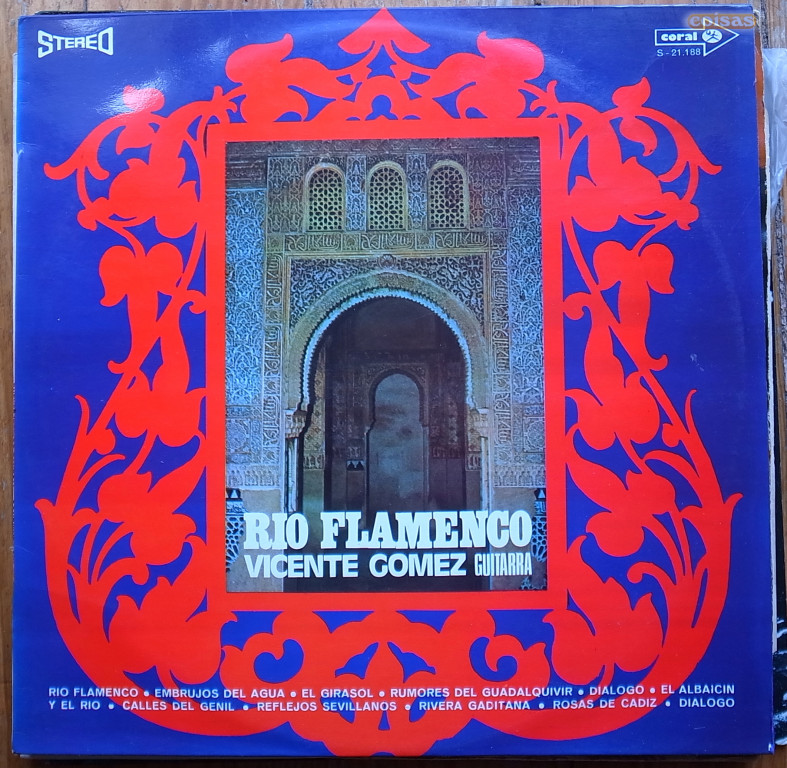 STEREO
episas
coral
S - 21.188
RIO FLAMENCO
VICENTE GOMEZ GUITARRA
RIO FLAMENCO • EMBRUJOS DEL AGUA • EL GIRASOL • RUMORES DEL GUADALQUIVIR • DIALOGO • EL ALBAICIN
Y EL RIO • CALLES DEL GENIL • REFLEJOS SEVILLANOS • RIVERA GADITANA • ROSAS DE CADIZ • DIALOGO